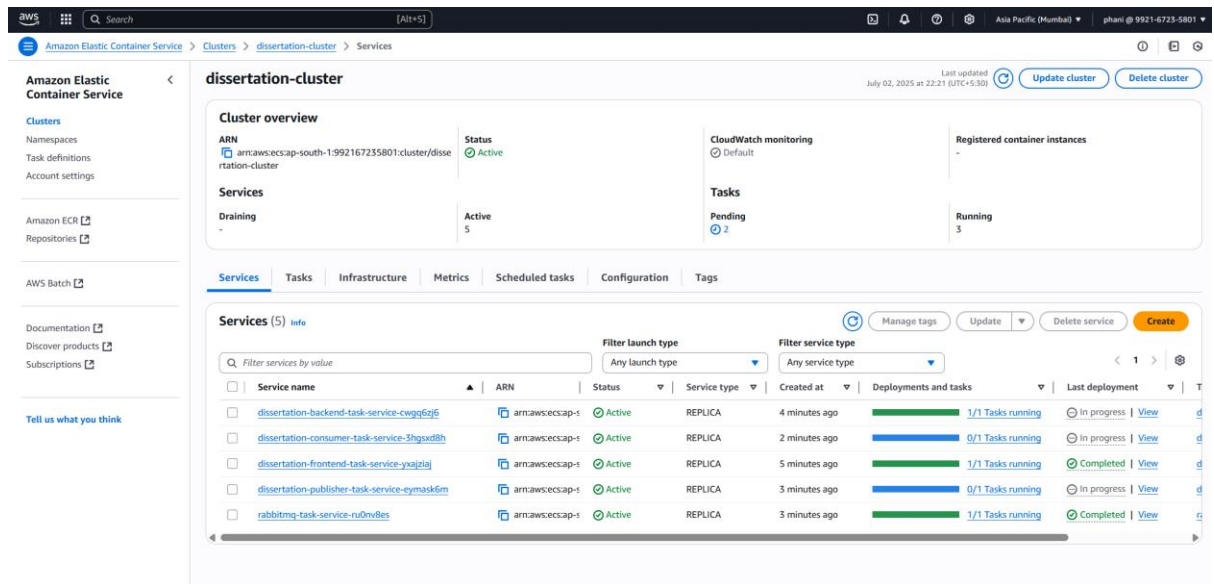 aws
Search [Alt+S]
Asia Pacific (Mumbai) ▼ phani @ 9921-6723-5801 ▼
Amazon Elastic Container Service > Clusters > dissertation-cluster > Services
Amazon Elastic
Container Service
Clusters
Namespaces
Task definitions
Account settings
Amazon ECR
Repositories
AWS Batch
Documentation
Discover products
Subscriptions
Tell us what you think
dissertation-cluster
Last updated
July 02, 2025 at 22:21 (UTC+5:30)
Update cluster
Delete cluster
Cluster overview
ARN
arn:aws:ecs:ap-south-1:992167235801:cluster/disse
rtation-cluster
Status
Active
CloudWatch monitoring
Default
Registered container instances
-
Services
Tasks
Draining
-
Active
5
Pending
2
Running
3
Services Tasks Infrastructure Metrics Scheduled tasks Configuration Tags
Services (5) Info
Manage tags Update ▼ Delete service Create
Filter launch type Filter service type
Filter services by value Any launch type Any service type
< 1 >
Service name ARN Status Service type Created at Deployments and tasks Last deployment T
dissertation-backend-task-service-cwgq6zj6 arn:aws:ecs:ap-s Active REPLICA 4 minutes ago 1/1 Tasks running In progress | View d
dissertation-consumer-task-service-3hgsxd8h arn:aws:ecs:ap-s Active REPLICA 2 minutes ago 0/1 Tasks running In progress | View d
dissertation-frontend-task-service-yxajziaj arn:aws:ecs:ap-s Active REPLICA 5 minutes ago 1/1 Tasks running Completed | View d
dissertation-publisher-task-service-eymask6m arn:aws:ecs:ap-s Active REPLICA 3 minutes ago 0/1 Tasks running In progress | View d
rabbitmq-task-service-ru0nv8es arn:aws:ecs:ap-s Active REPLICA 3 minutes ago 1/1 Tasks running Completed | View